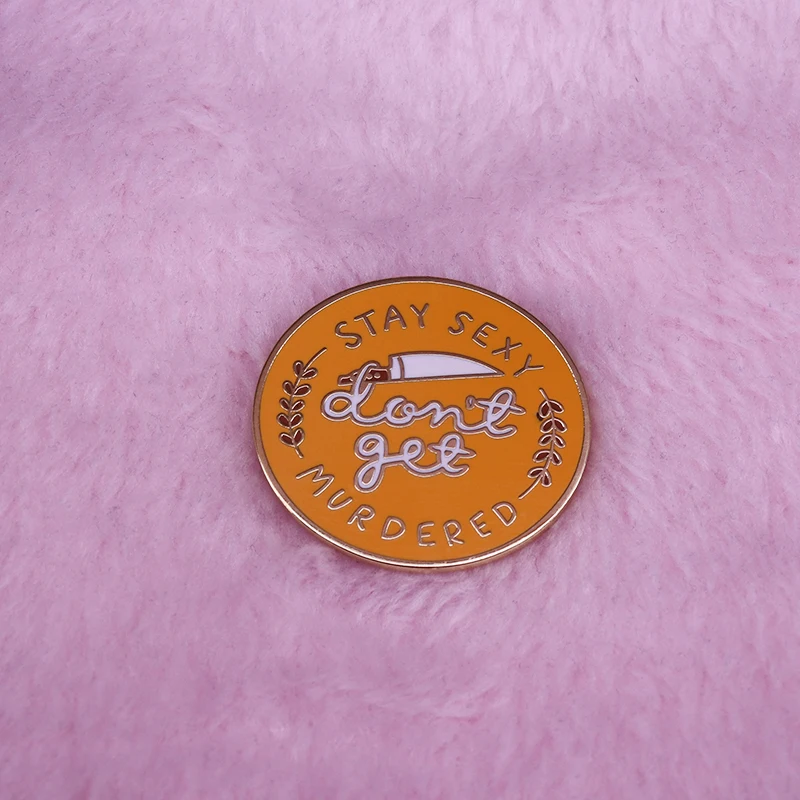 STAY SEXY
don't
get
MURDERED